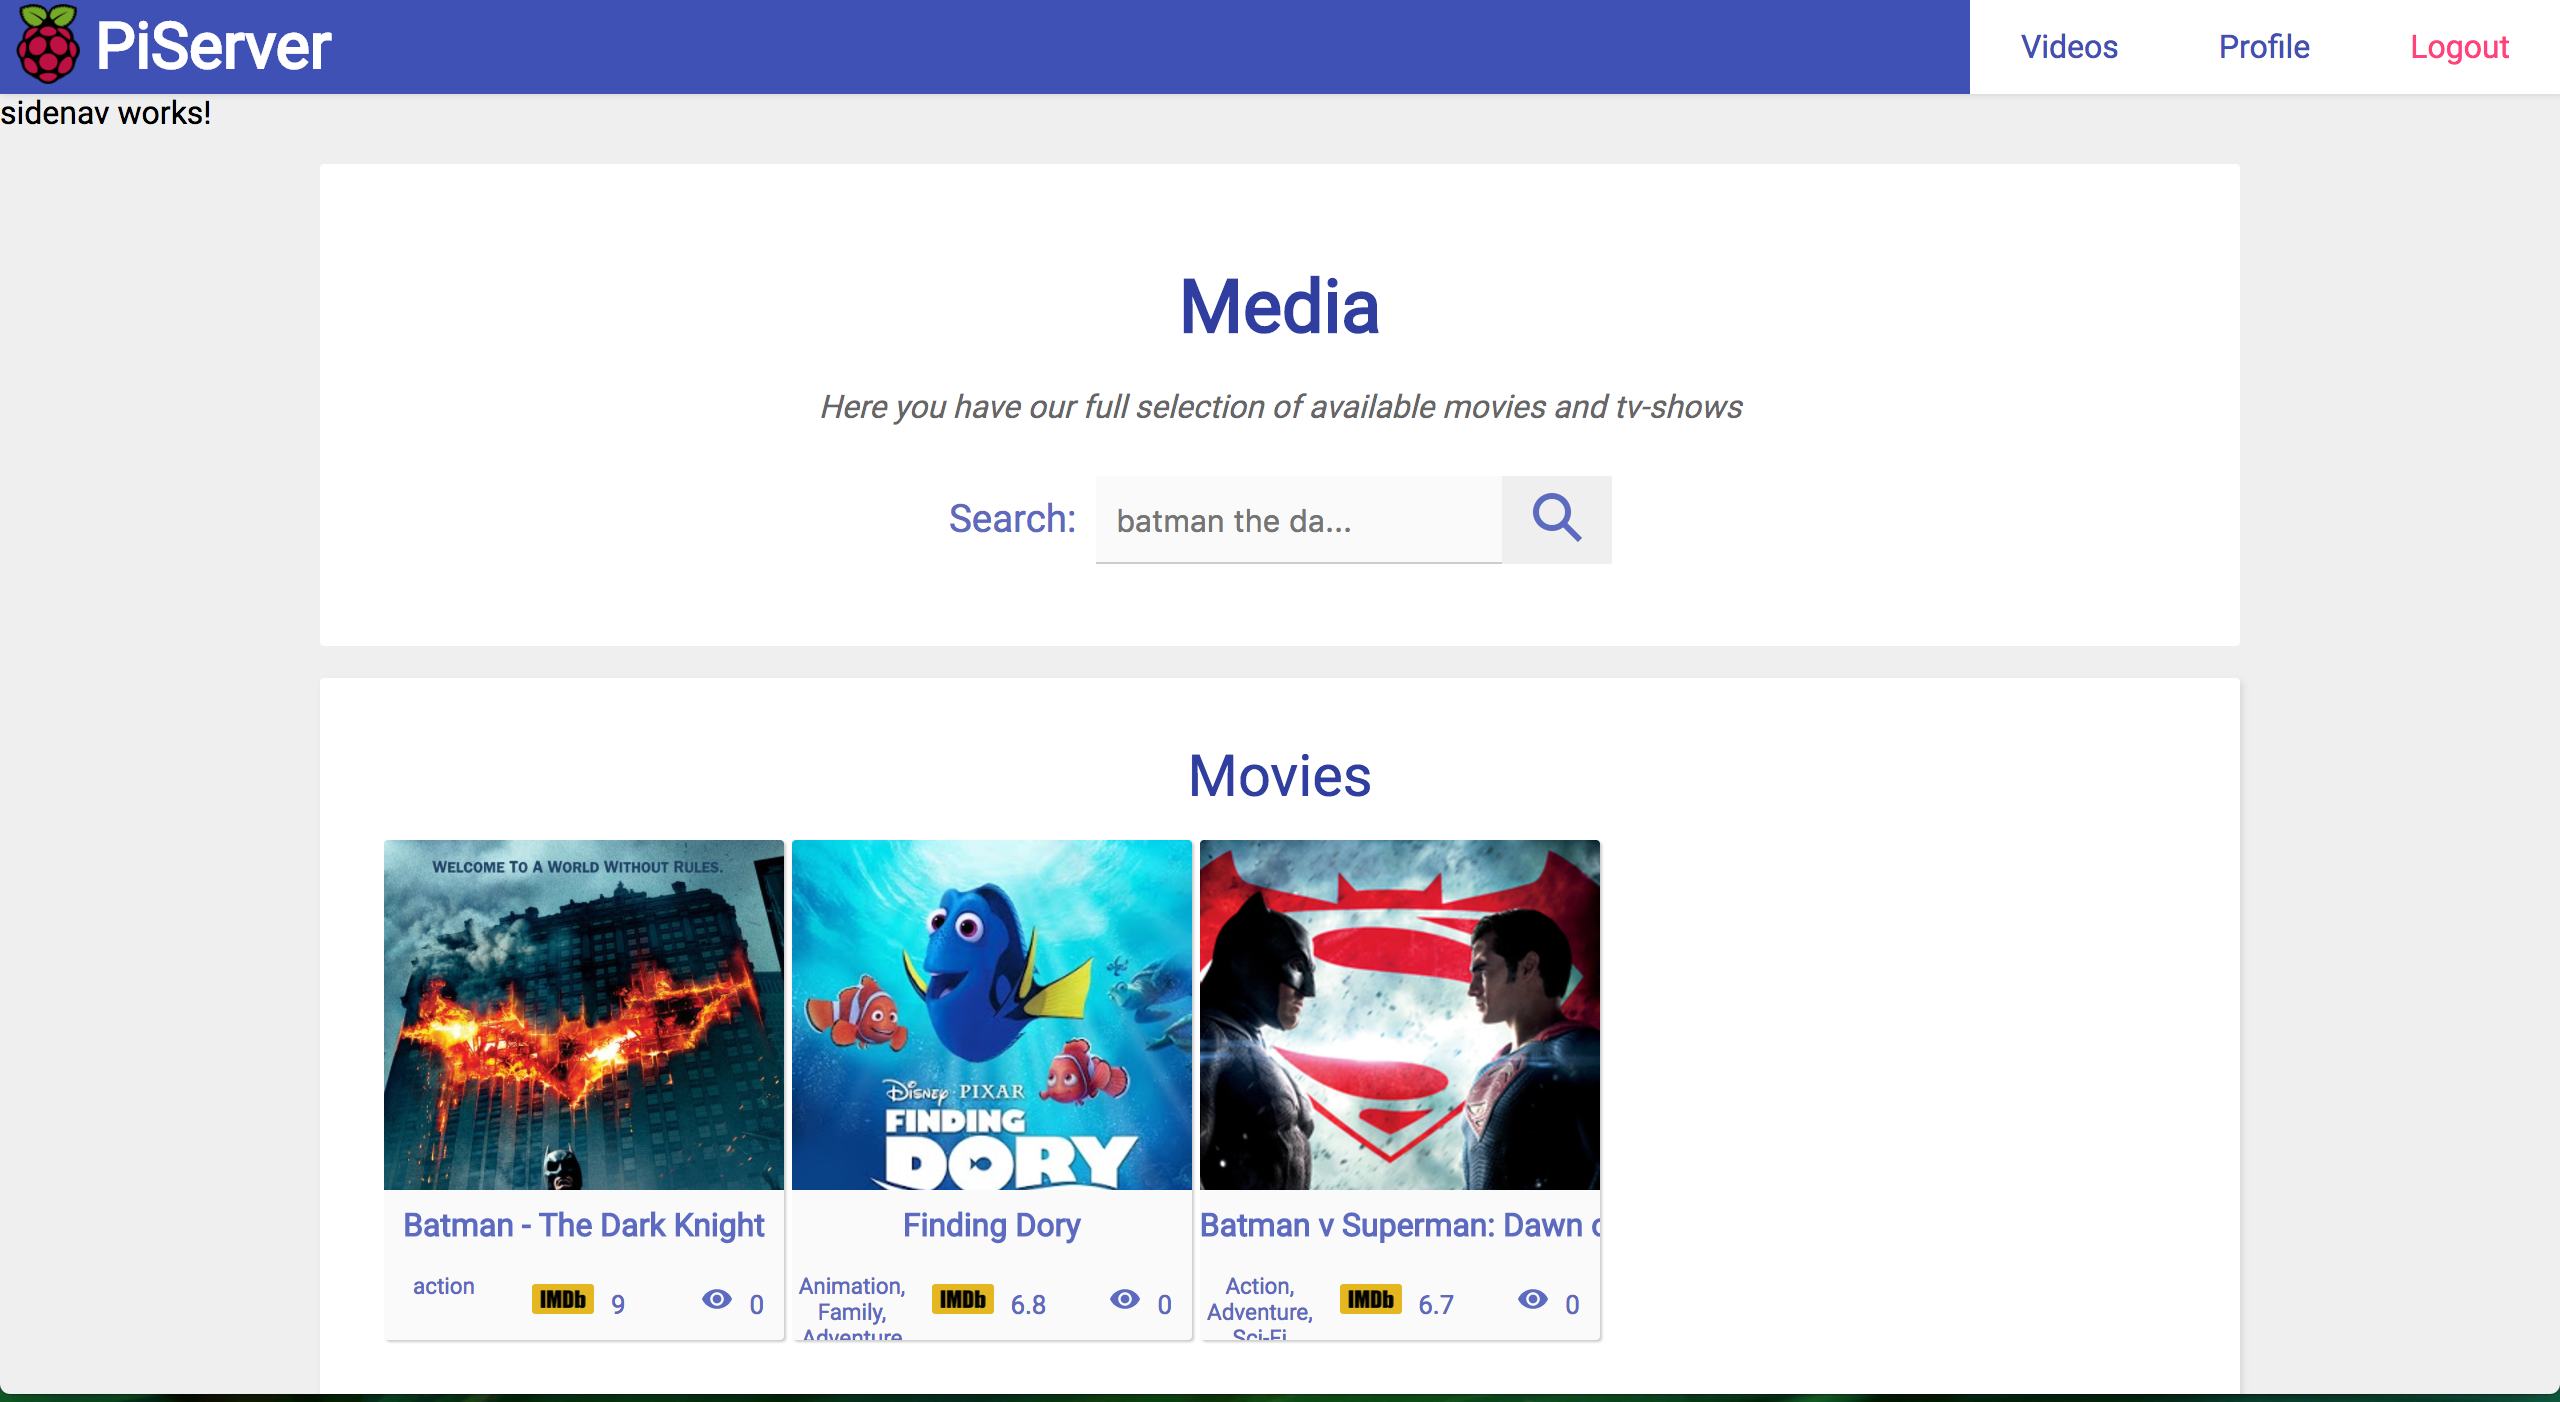 PiServer
Videos
Profile
Logout
sidenav works!
Media
Here you have our full selection of available movies and tv-shows
Search:
batman the da...
Movies
WELCOME TO A WORLD WITHOUT RULES.
DISNEY · PIXAR
FINDING
DORY
Batman - The Dark Knight
Finding Dory
Batman v Superman: Dawn
action
IMDb 9
0
Animation,
Family,
Adventure
IMDb 6.8
0
Action,
Adventure,
Sci-Fi
IMDb 6.7
0